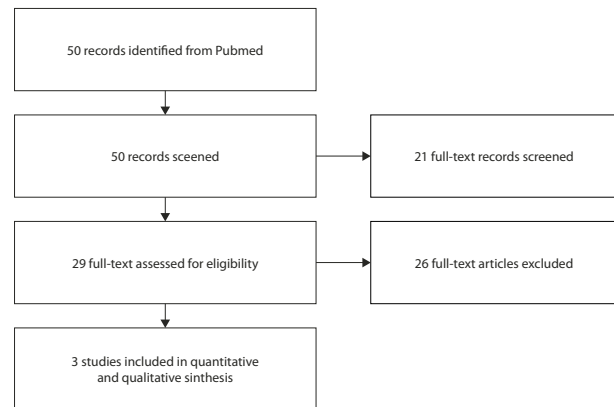 50 records identified from Pubmed
50 records sceened
21 full-text records screened
29 full-text assessed for eligibility
26 full-text articles excluded
3 studies included in quantitative
and qualitative sinthesis